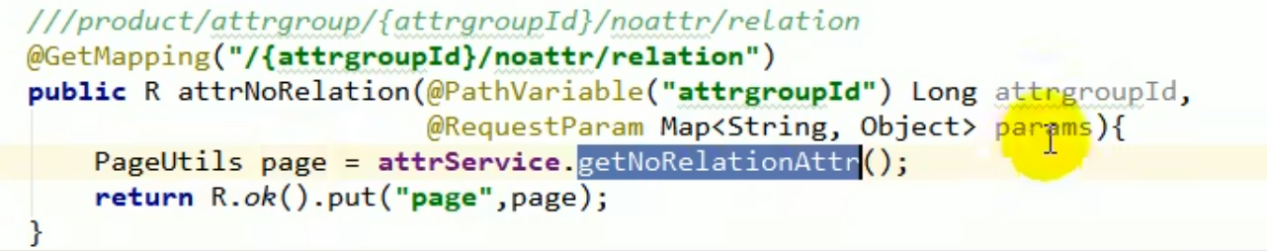 ///product/attrgroup/{attrgroupId}/noattr/relation
@GetMapping("/{attrgroupId}/noattr/relation")
public R attrNoRelation(@PathVariable("attrgroupId") Long attrgroupId,
@RequestParam Map<String, Object> params){
PageUtils page = attrService.getNoRelationAttr();
return R.ok().put("page",page);
}